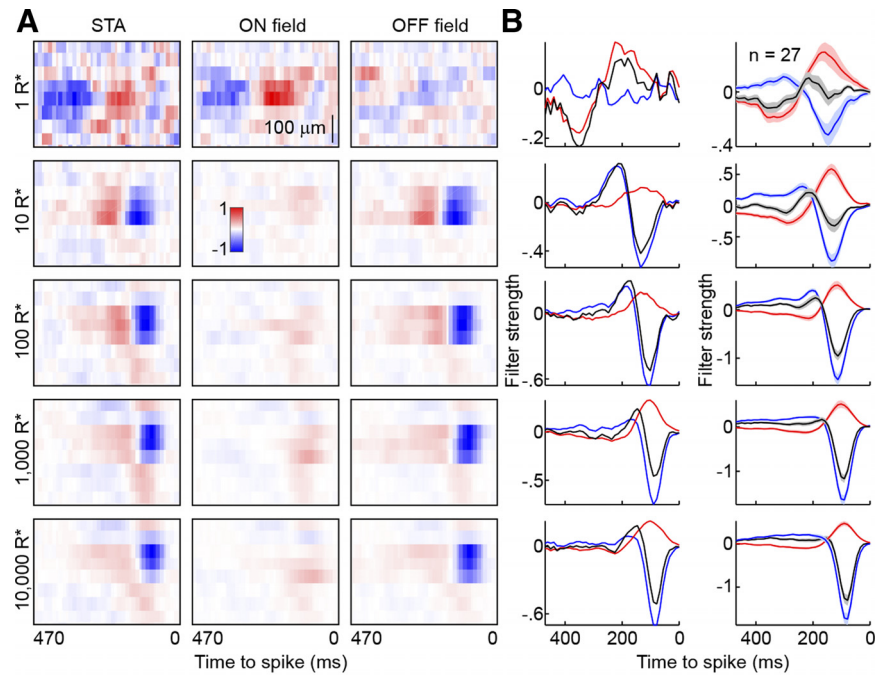 A
STA
ON field
OFF field
B
1 R*
100 μm
10 R*
1
-1
100 R*
1,000 R*
10,000 R*
470
0
470
0
470
0
Time to spike (ms)
0
-.2
n = 27
0
-.4
0
-.4
.5
0
-.5
Filter strength
0
-.6
Filter strength
0
-1
0
-.5
0
-1
0
-.6
0
-1
400
200
0
400
200
0
Time to spike (ms)